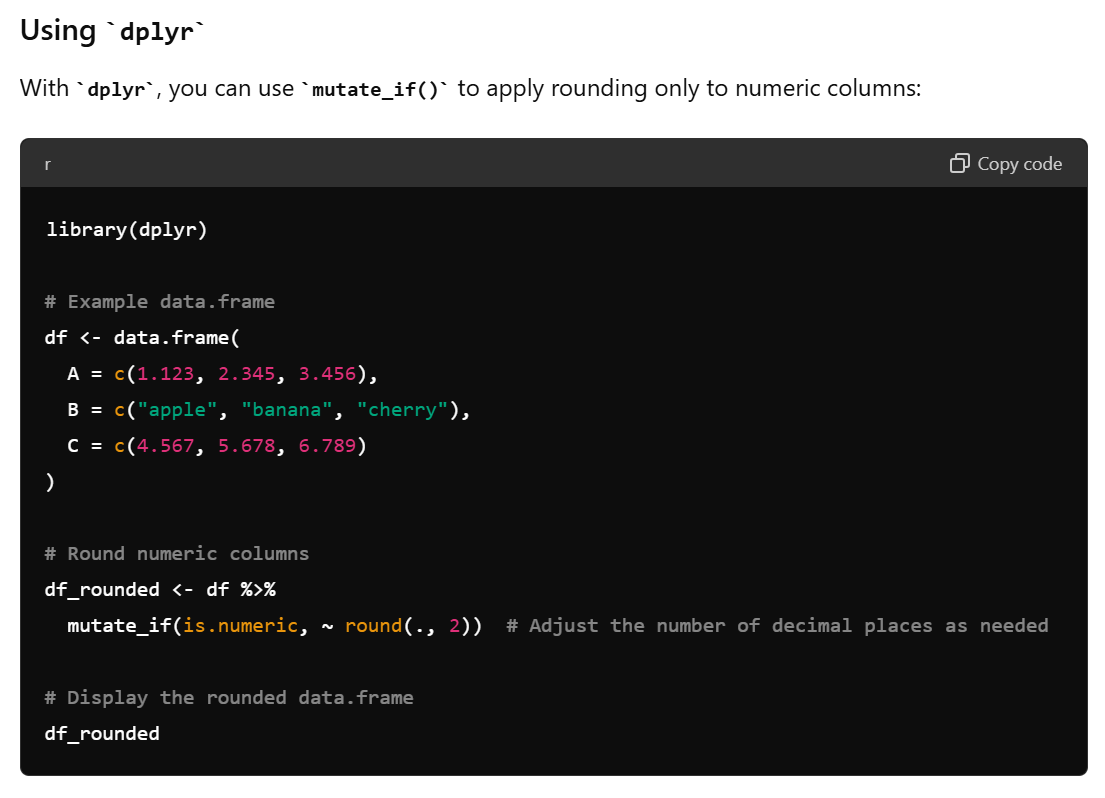 Using `dplyr`
With `dplyr`, you can use `mutate_if()` to apply rounding only to numeric columns:
r
Copy code
library(dplyr)
# Example data.frame
df <- data.frame(
  A = c(1.123, 2.345, 3.456),
  B = c("apple", "banana", "cherry"),
  C = c(4.567, 5.678, 6.789)
)
# Round numeric columns
df_rounded <- df %>%
  mutate_if(is.numeric, ~ round(., 2))  # Adjust the number of decimal places as needed
# Display the rounded data.frame
df_rounded